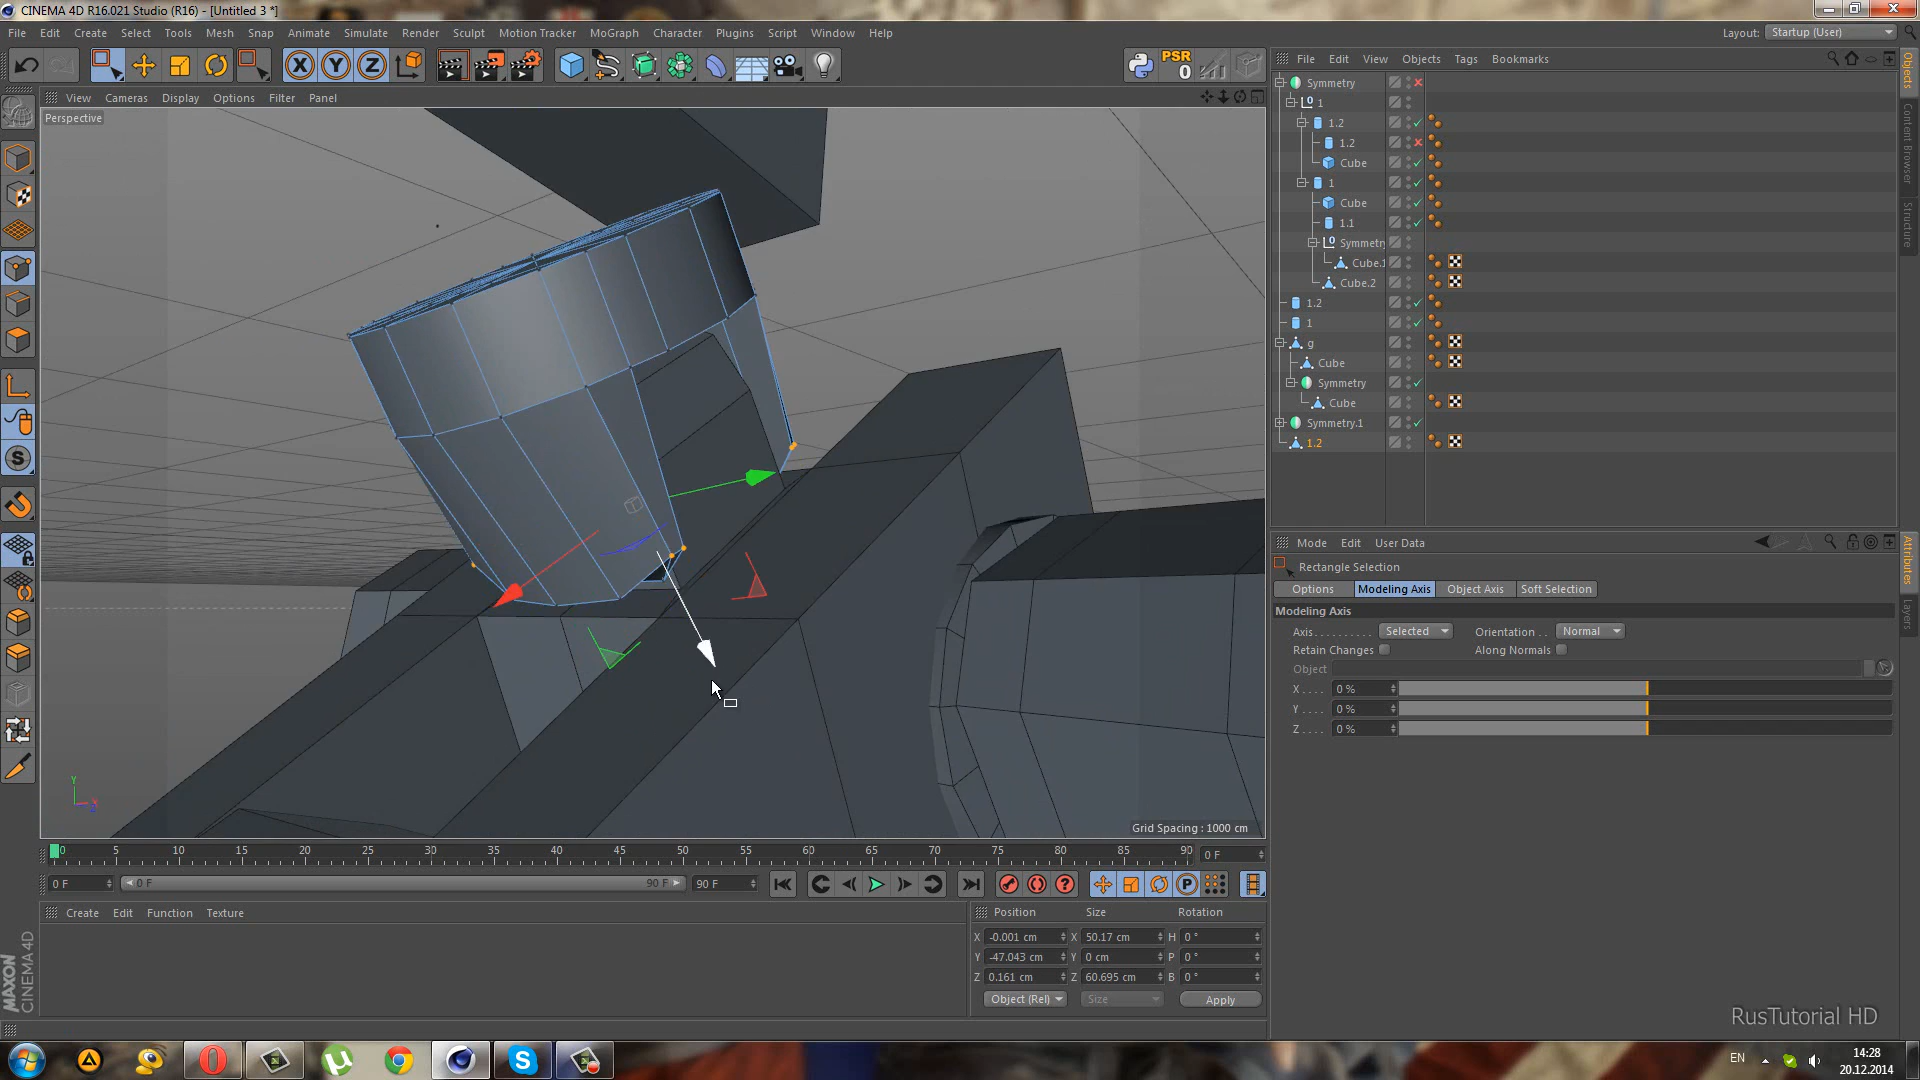 CINEMA 4D R16.021 Studio (R16) - [Untitled 3 *]
File Edit Create Select Tools Mesh Snap Animate Simulate Render Sculpt Motion Tracker MoGraph Character Plugins Script Window Help
Layout: Startup (User)
X Y Z
PSR
0
View Cameras Display Options Filter Panel
Perspective
File Edit View Objects Tags Bookmarks
Symmetry
1
1.2
1.2
Cube
1
Cube
1.1
Symmetry
Cube.1
Cube.2
1.2
1
g
Cube
Symmetry
Cube
Symmetry.1
1.2
Objects
Content Browser
Structure
Attributes
Layers
Mode Edit User Data
Rectangle Selection
Options Modeling Axis Object Axis Soft Selection
Modeling Axis
Axis Selected Orientation Normal
Retain Changes Along Normals
Object
X 0 %
Y 0 %
Z 0 %
Grid Spacing : 1000 cm
0 5 10 15 20 25 30 35 40 45 50 55 60 65 70 75 80 85 90
0 F
0 F 0 F 90 F 90 F
Create Edit Function Texture
Position Size Rotation
X -0.001 cm X 50.17 cm H 0 °
Y -47.043 cm Y 0 cm P 0 °
Z 0.161 cm Z 60.695 cm B 0 °
Object (Rel) Size Apply
MAXON
CINEMA 4D
RusTutorial HD
EN
14:28
20.12.2014